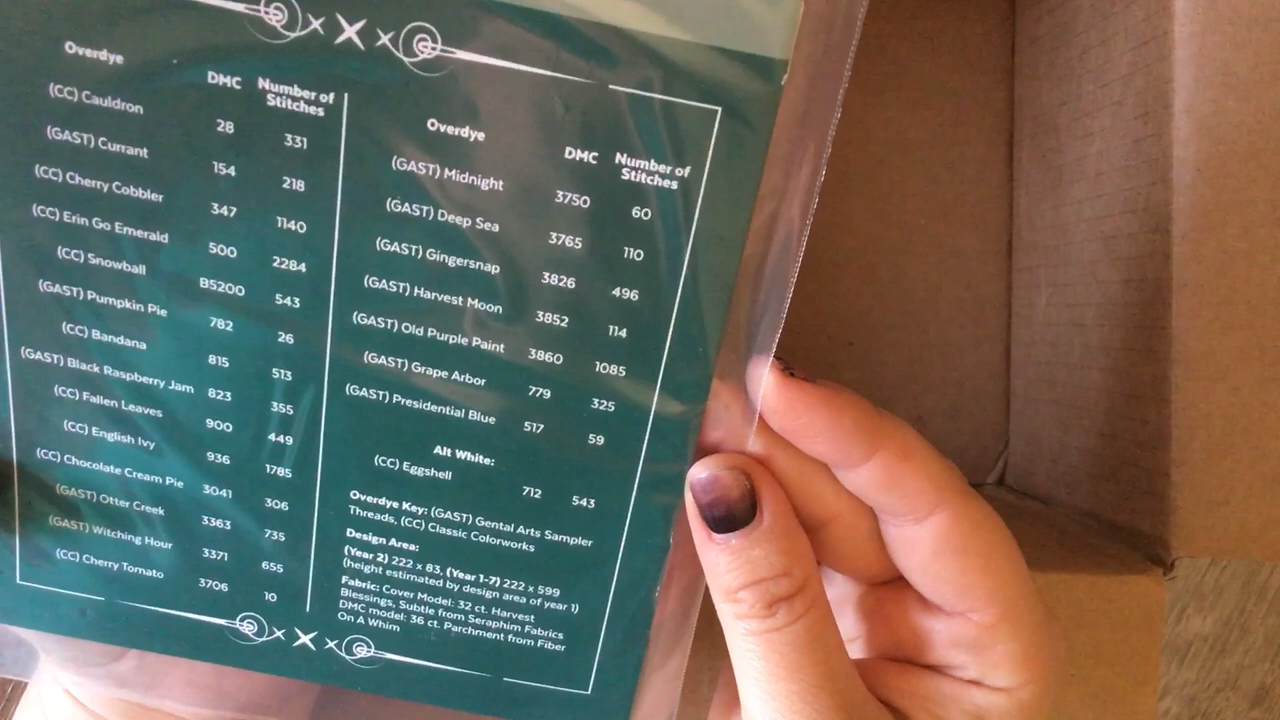 Overdye DMC Number of Stitches
(CC) Cauldron 28 331
(GAST) Currant 154 218
(CC) Cherry Cobbler 347 1140
(CC) Erin Go Emerald 500 2284
(CC) Snowball B5200 543
(GAST) Pumpkin Pie 782 26
(CC) Bandana 815 513
(GAST) Black Raspberry Jam 823 355
(CC) Fallen Leaves 900 449
(CC) English Ivy 936 1785
(CC) Chocolate Cream Pie 3041 306
(GAST) Otter Creek 3363 735
(GAST) Witching Hour 3371 655
(CC) Cherry Tomato 3706 10
Overdye DMC Number of Stitches
(GAST) Midnight 3750 60
(GAST) Deep Sea 3765 110
(GAST) Gingersnap 3826 496
(GAST) Harvest Moon 3852 114
(GAST) Old Purple Paint 3860 1085
(GAST) Grape Arbor 779 325
(GAST) Presidential Blue 517 59
Alt White:
(CC) Eggshell 712 543
Overdye Key: (GAST) Gental Arts Sampler
Threads, (CC) Classic Colorworks
Design Area:
(Year 2) 222 x 83, (Year 1-7) 222 x 599
(height estimated by design area of year 1)
Fabric: Cover Model: 32 ct. Harvest
Blessings, Subtle from Seraphim Fabrics
DMC model: 36 ct. Parchment from Fiber
On A Whim